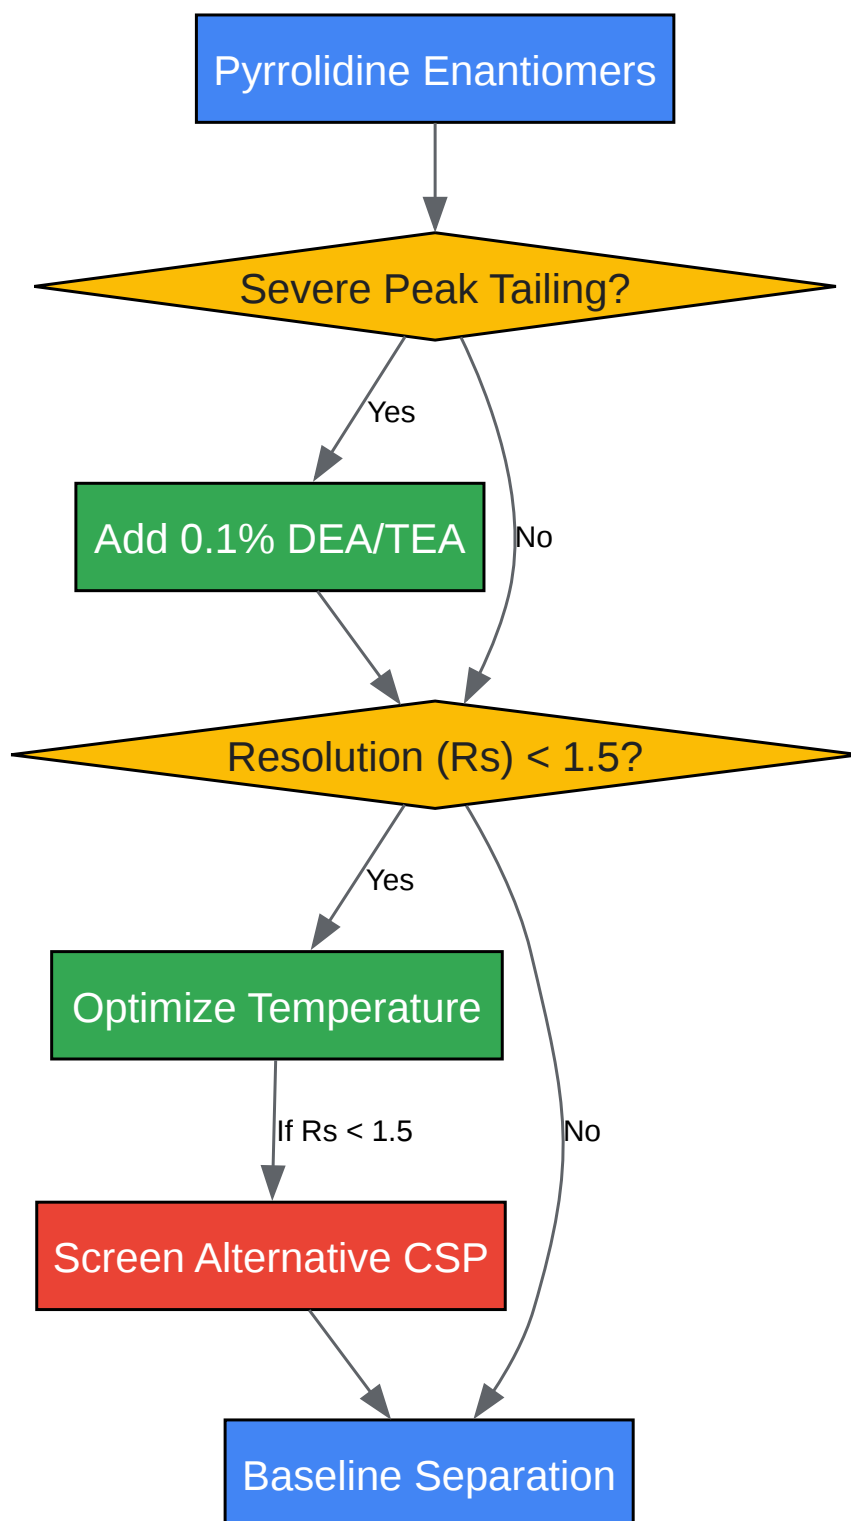 Pyrrolidine Enantiomers
Severe Peak Tailing?
Yes
Add 0.1% DEA/TEA
No
Resolution (Rs) < 1.5?
Yes
Optimize Temperature
If Rs < 1.5
No
Screen Alternative CSP
Baseline Separation